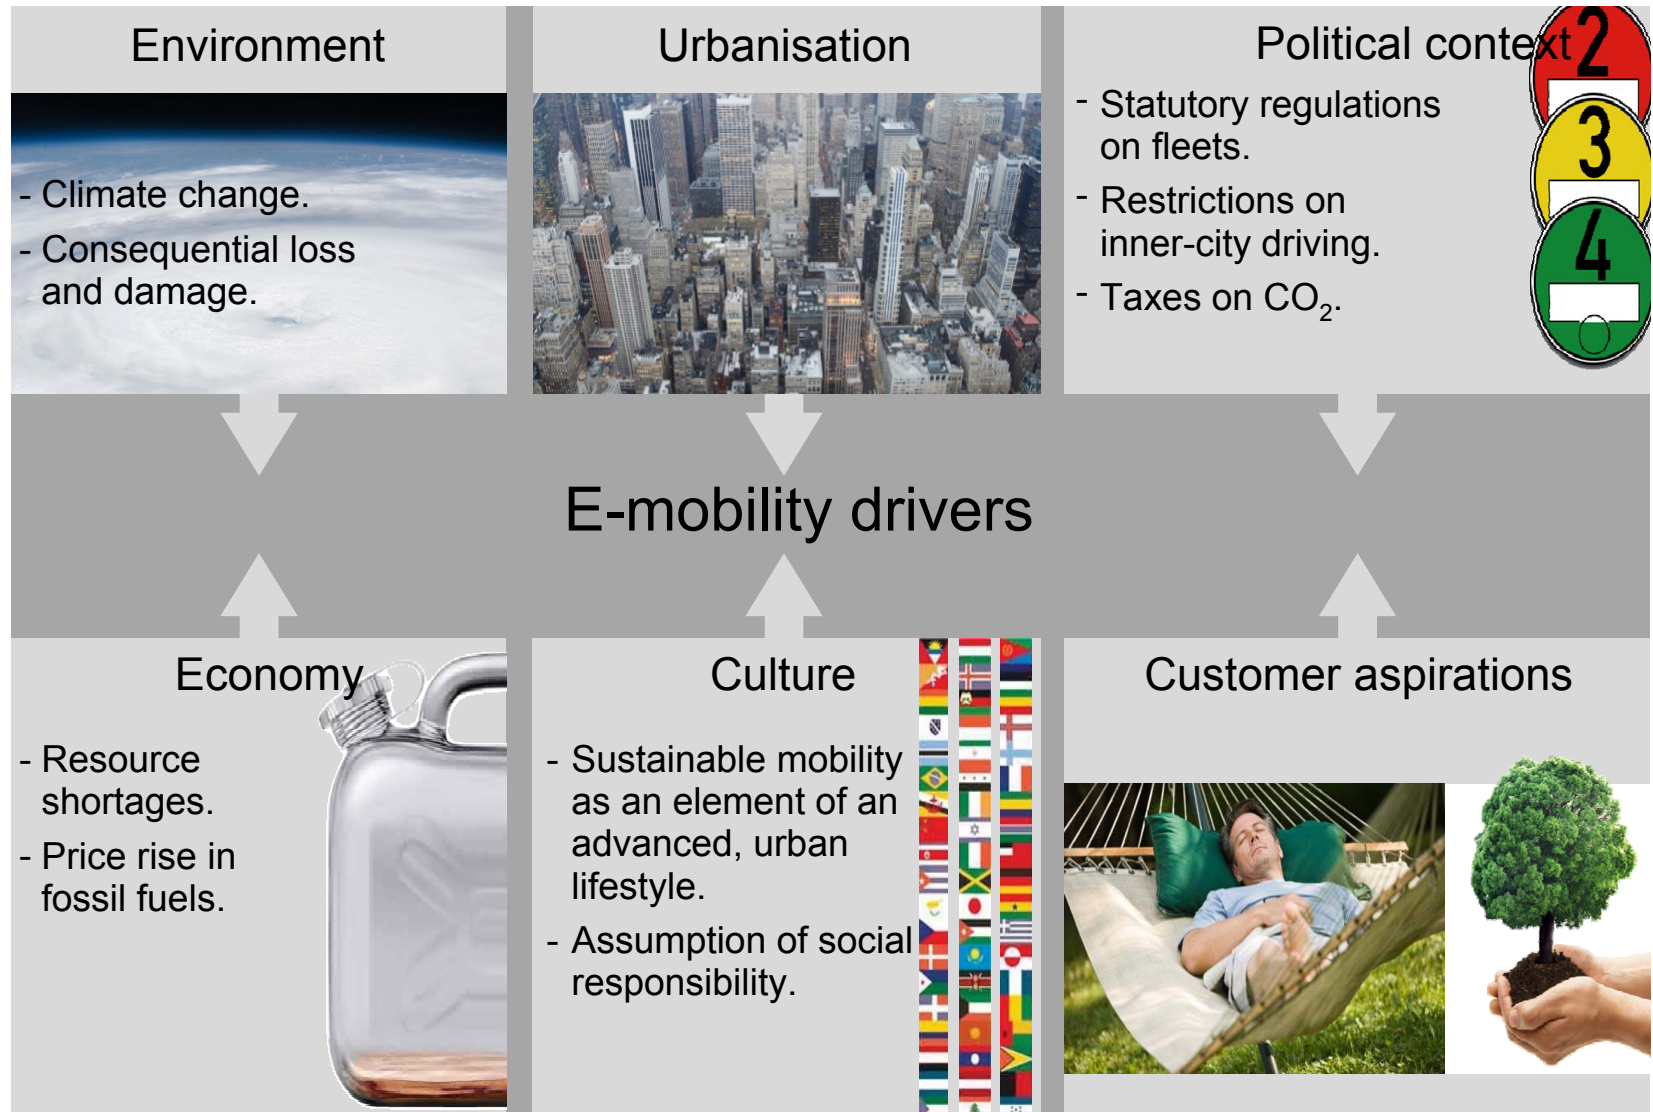 Environment
- Climate change.
- Consequential loss
and damage.
Urbanisation
Political context
- Statutory regulations
on fleets.
- Restrictions on
inner-city driving.
- Taxes on CO₂.
2
3
4
E-mobility drivers
Economy
- Resource
shortages.
- Price rise in
fossil fuels.
Culture
- Sustainable mobility
as an element of an
advanced, urban
lifestyle.
- Assumption of social
responsibility.
Customer aspirations